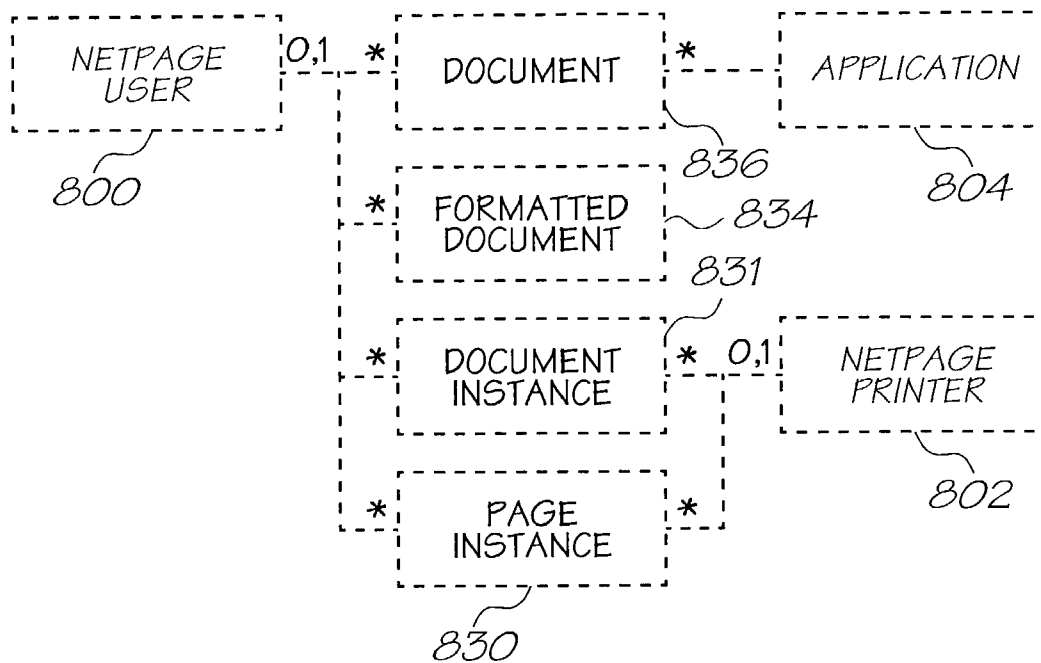 NETPAGE
USER
0,1
*
DOCUMENT
*
APPLICATION
800
836
804
*
FORMATTED
DOCUMENT
834
831
*
DOCUMENT
INSTANCE
*
0,1
NETPAGE
PRINTER
802
*
PAGE
INSTANCE
*
830